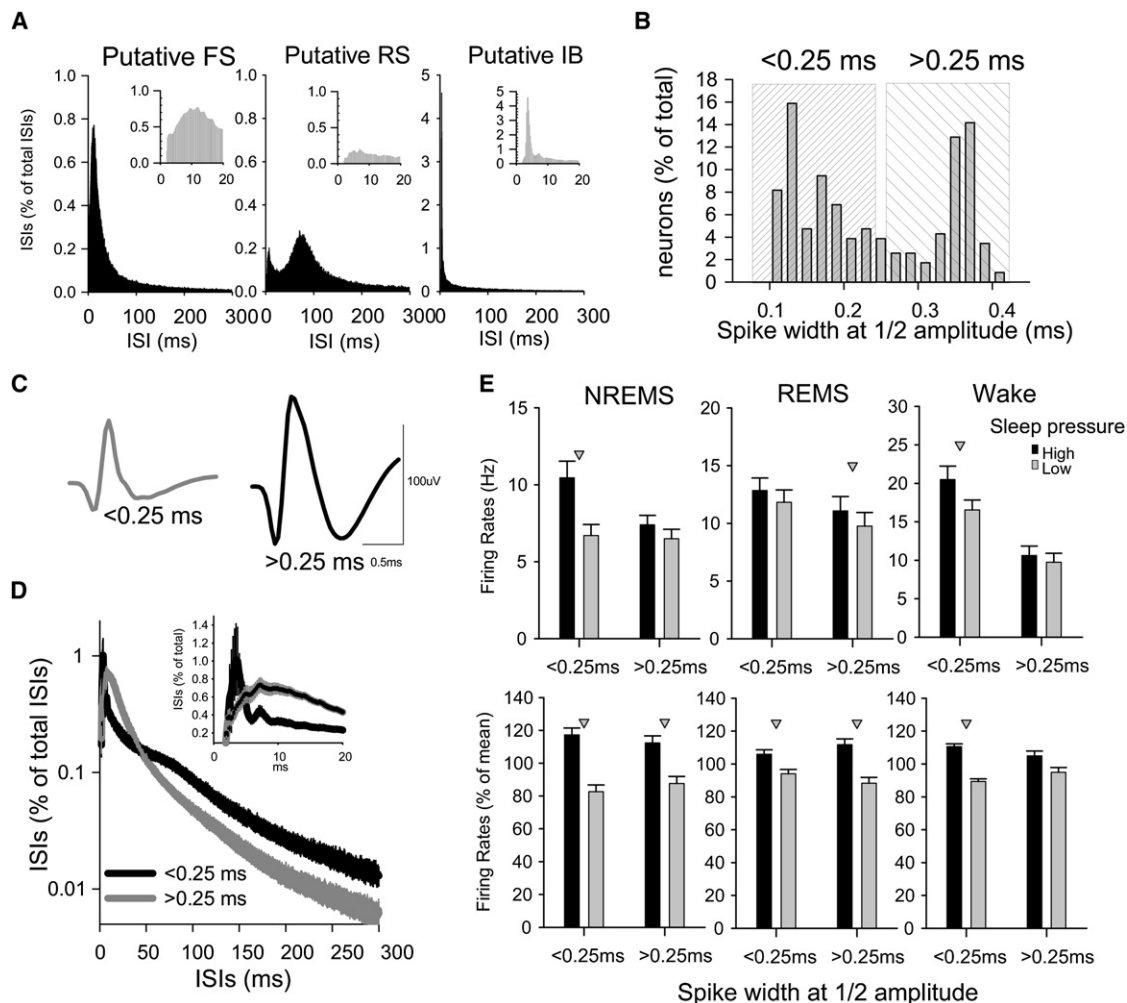 A
Putative FS
Putative RS
Putative IB
ISIs (% of total ISIs)
1.0
0.8
0.6
0.4
0.2
0.0
1.0
0.5
0.0
0 10 20
0 100 200 300
ISI (ms)
1.0
0.8
0.6
0.4
0.2
0.0
1.0
0.5
0.0
0 10 20
0 100 200 300
ISI (ms)
5
4
3
2
1
0
5
4
3
2
1
0
0 10 20
0 100 200 300
ISI (ms)
B
<0.25 ms
>0.25 ms
neurons (% of total)
18
16
14
12
10
8
6
4
2
0
0.1 0.2 0.3 0.4
Spike width at 1/2 amplitude (ms)
C
<0.25 ms
>0.25 ms
100uV
0.5ms
D
ISIs (% of total ISIs)
1
0.1
0.01
ISIs (% of total)
1.4
1.2
1.0
0.8
0.6
0.4
0.2
0 10 20
ms
<0.25 ms
>0.25 ms
0 50 100 150 200 250 300
ISIs (ms)
E
NREMS
REMS
Wake
Sleep pressure
High
Low
Firing Rates (Hz)
15
10
5
0
<0.25ms >0.25ms
20
15
10
5
0
<0.25ms >0.25ms
30
25
20
15
10
5
0
<0.25ms >0.25ms
Firing Rates (% of mean)
140
120
100
80
60
40
20
0
<0.25ms >0.25ms
140
120
100
80
60
40
20
0
<0.25ms >0.25ms
140
120
100
80
60
40
20
0
<0.25ms >0.25ms
Spike width at 1/2 amplitude